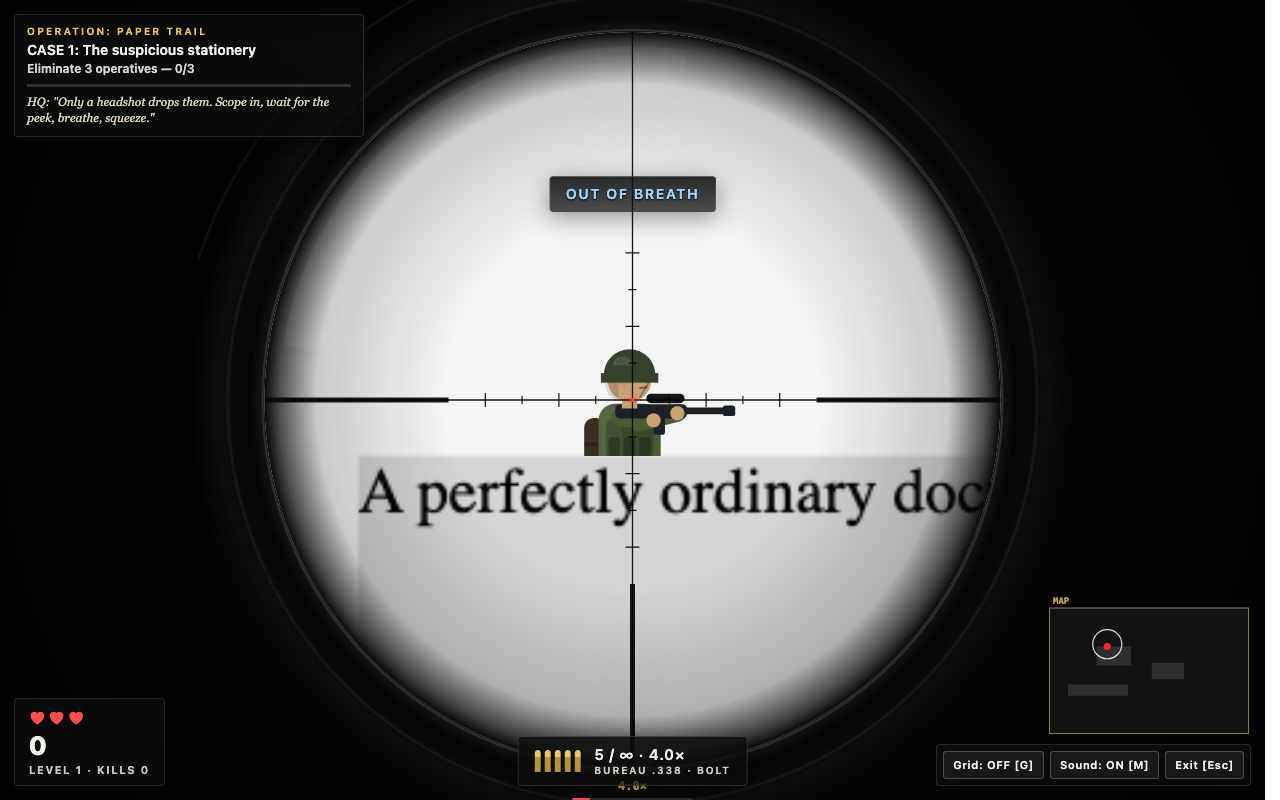 OPERATION: PAPER TRAIL
CASE 1: The suspicious stationery
Eliminate 3 operatives — 0/3
HQ: "Only a headshot drops them. Scope in, wait for the
peek, breathe, squeeze."
OUT OF BREATH
A perfectly ordinary doc
MAP
0
LEVEL 1 · KILLS 0
5 / ∞ · 4.0×
BUREAU .338 · BOLT
4.0×
Grid: OFF [G]
Sound: ON [M]
Exit [Esc]